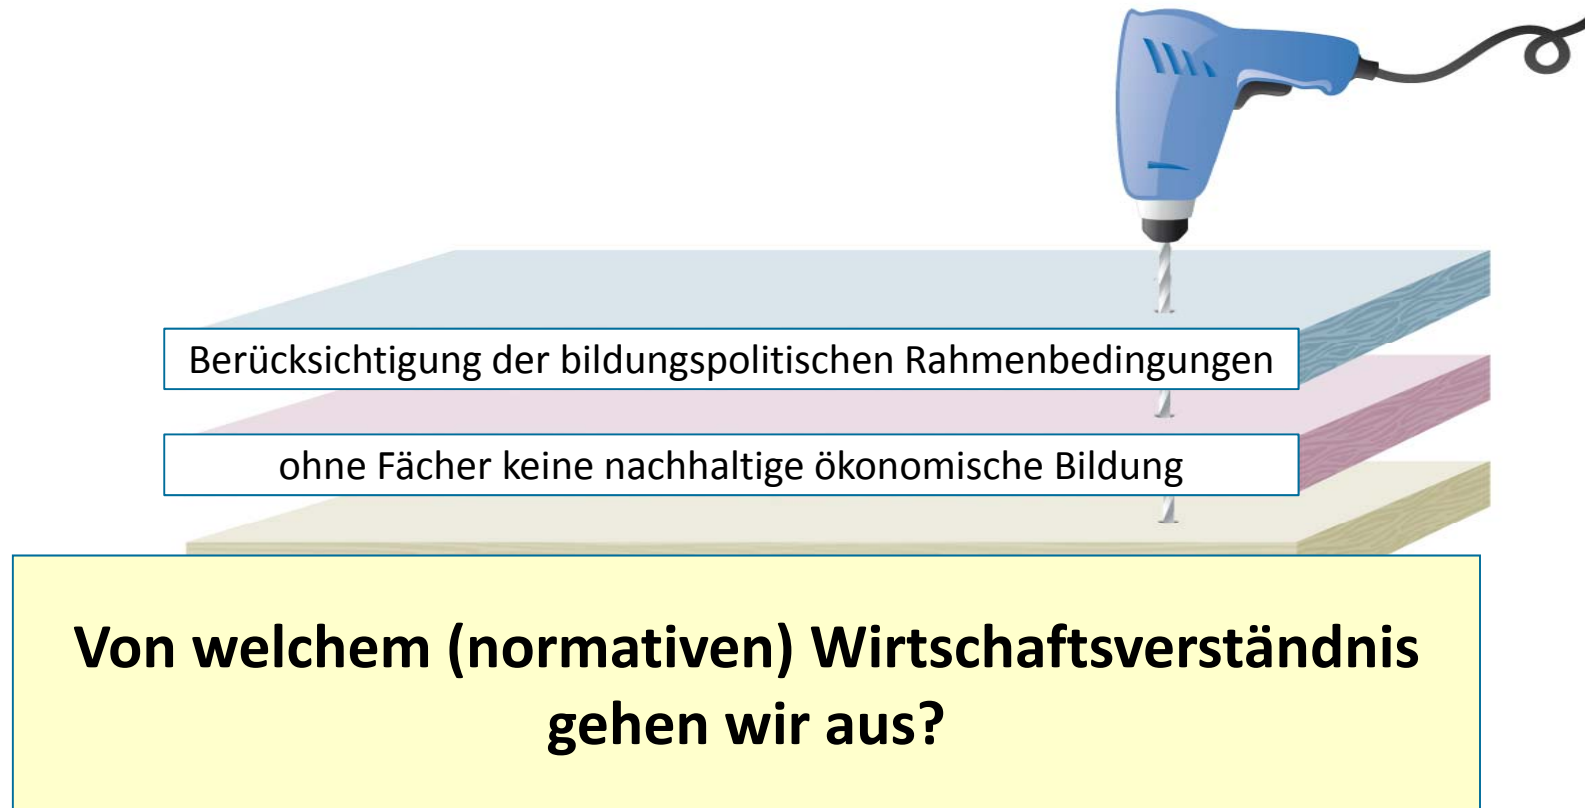 Berücksichtigung der bildungspolitischen Rahmenbedingungen
ohne Fächer keine nachhaltige ökonomische Bildung
Von welchem (normativen) Wirtschaftsverständnis
gehen wir aus?